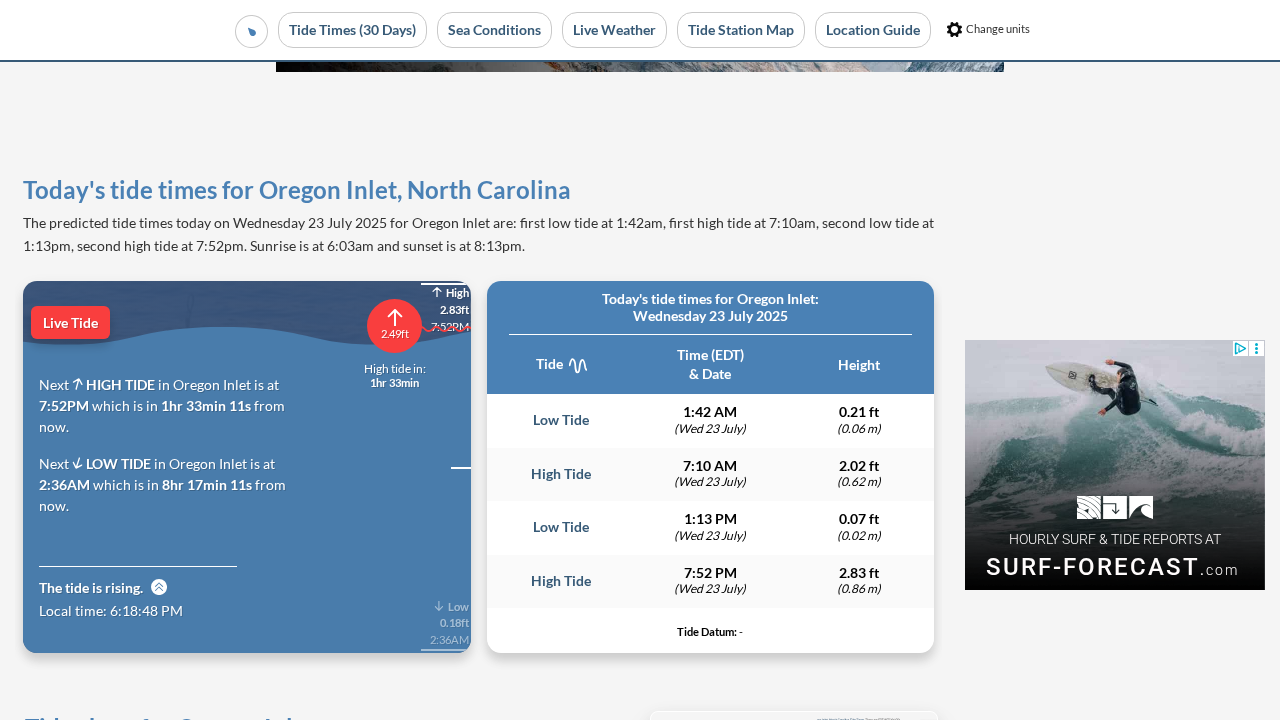 Tide Times (30 Days)
Sea Conditions
Live Weather
Tide Station Map
Location Guide
Change units
Today's tide times for Oregon Inlet, North Carolina
The predicted tide times today on Wednesday 23 July 2025 for Oregon Inlet are: first low tide at 1:42am, first high tide at 7:10am, second low tide at
1:13pm, second high tide at 7:52pm. Sunrise is at 6:03am and sunset is at 8:13pm.
Live Tide
High
2.83ft
7:52PM
2.49ft
High tide in:
1hr 33min
Next HIGH TIDE in Oregon Inlet is at
7:52PM which is in 1hr 33min 11s from
now.
Next LOW TIDE in Oregon Inlet is at
2:36AM which is in 8hr 17min 11s from
now.
The tide is rising.
Local time: 6:18:48 PM
Low
0.18ft
2:36AM
Today's tide times for Oregon Inlet:
Wednesday 23 July 2025
Tide
Time (EDT)
& Date
Height
Low Tide
1:42 AM
(Wed 23 July)
0.21 ft
(0.06 m)
High Tide
7:10 AM
(Wed 23 July)
2.02 ft
(0.62 m)
Low Tide
1:13 PM
(Wed 23 July)
0.07 ft
(0.02 m)
High Tide
7:52 PM
(Wed 23 July)
2.83 ft
(0.86 m)
Tide Datum: -
HOURLY SURF & TIDE REPORTS AT
SURF-FORECAST.com